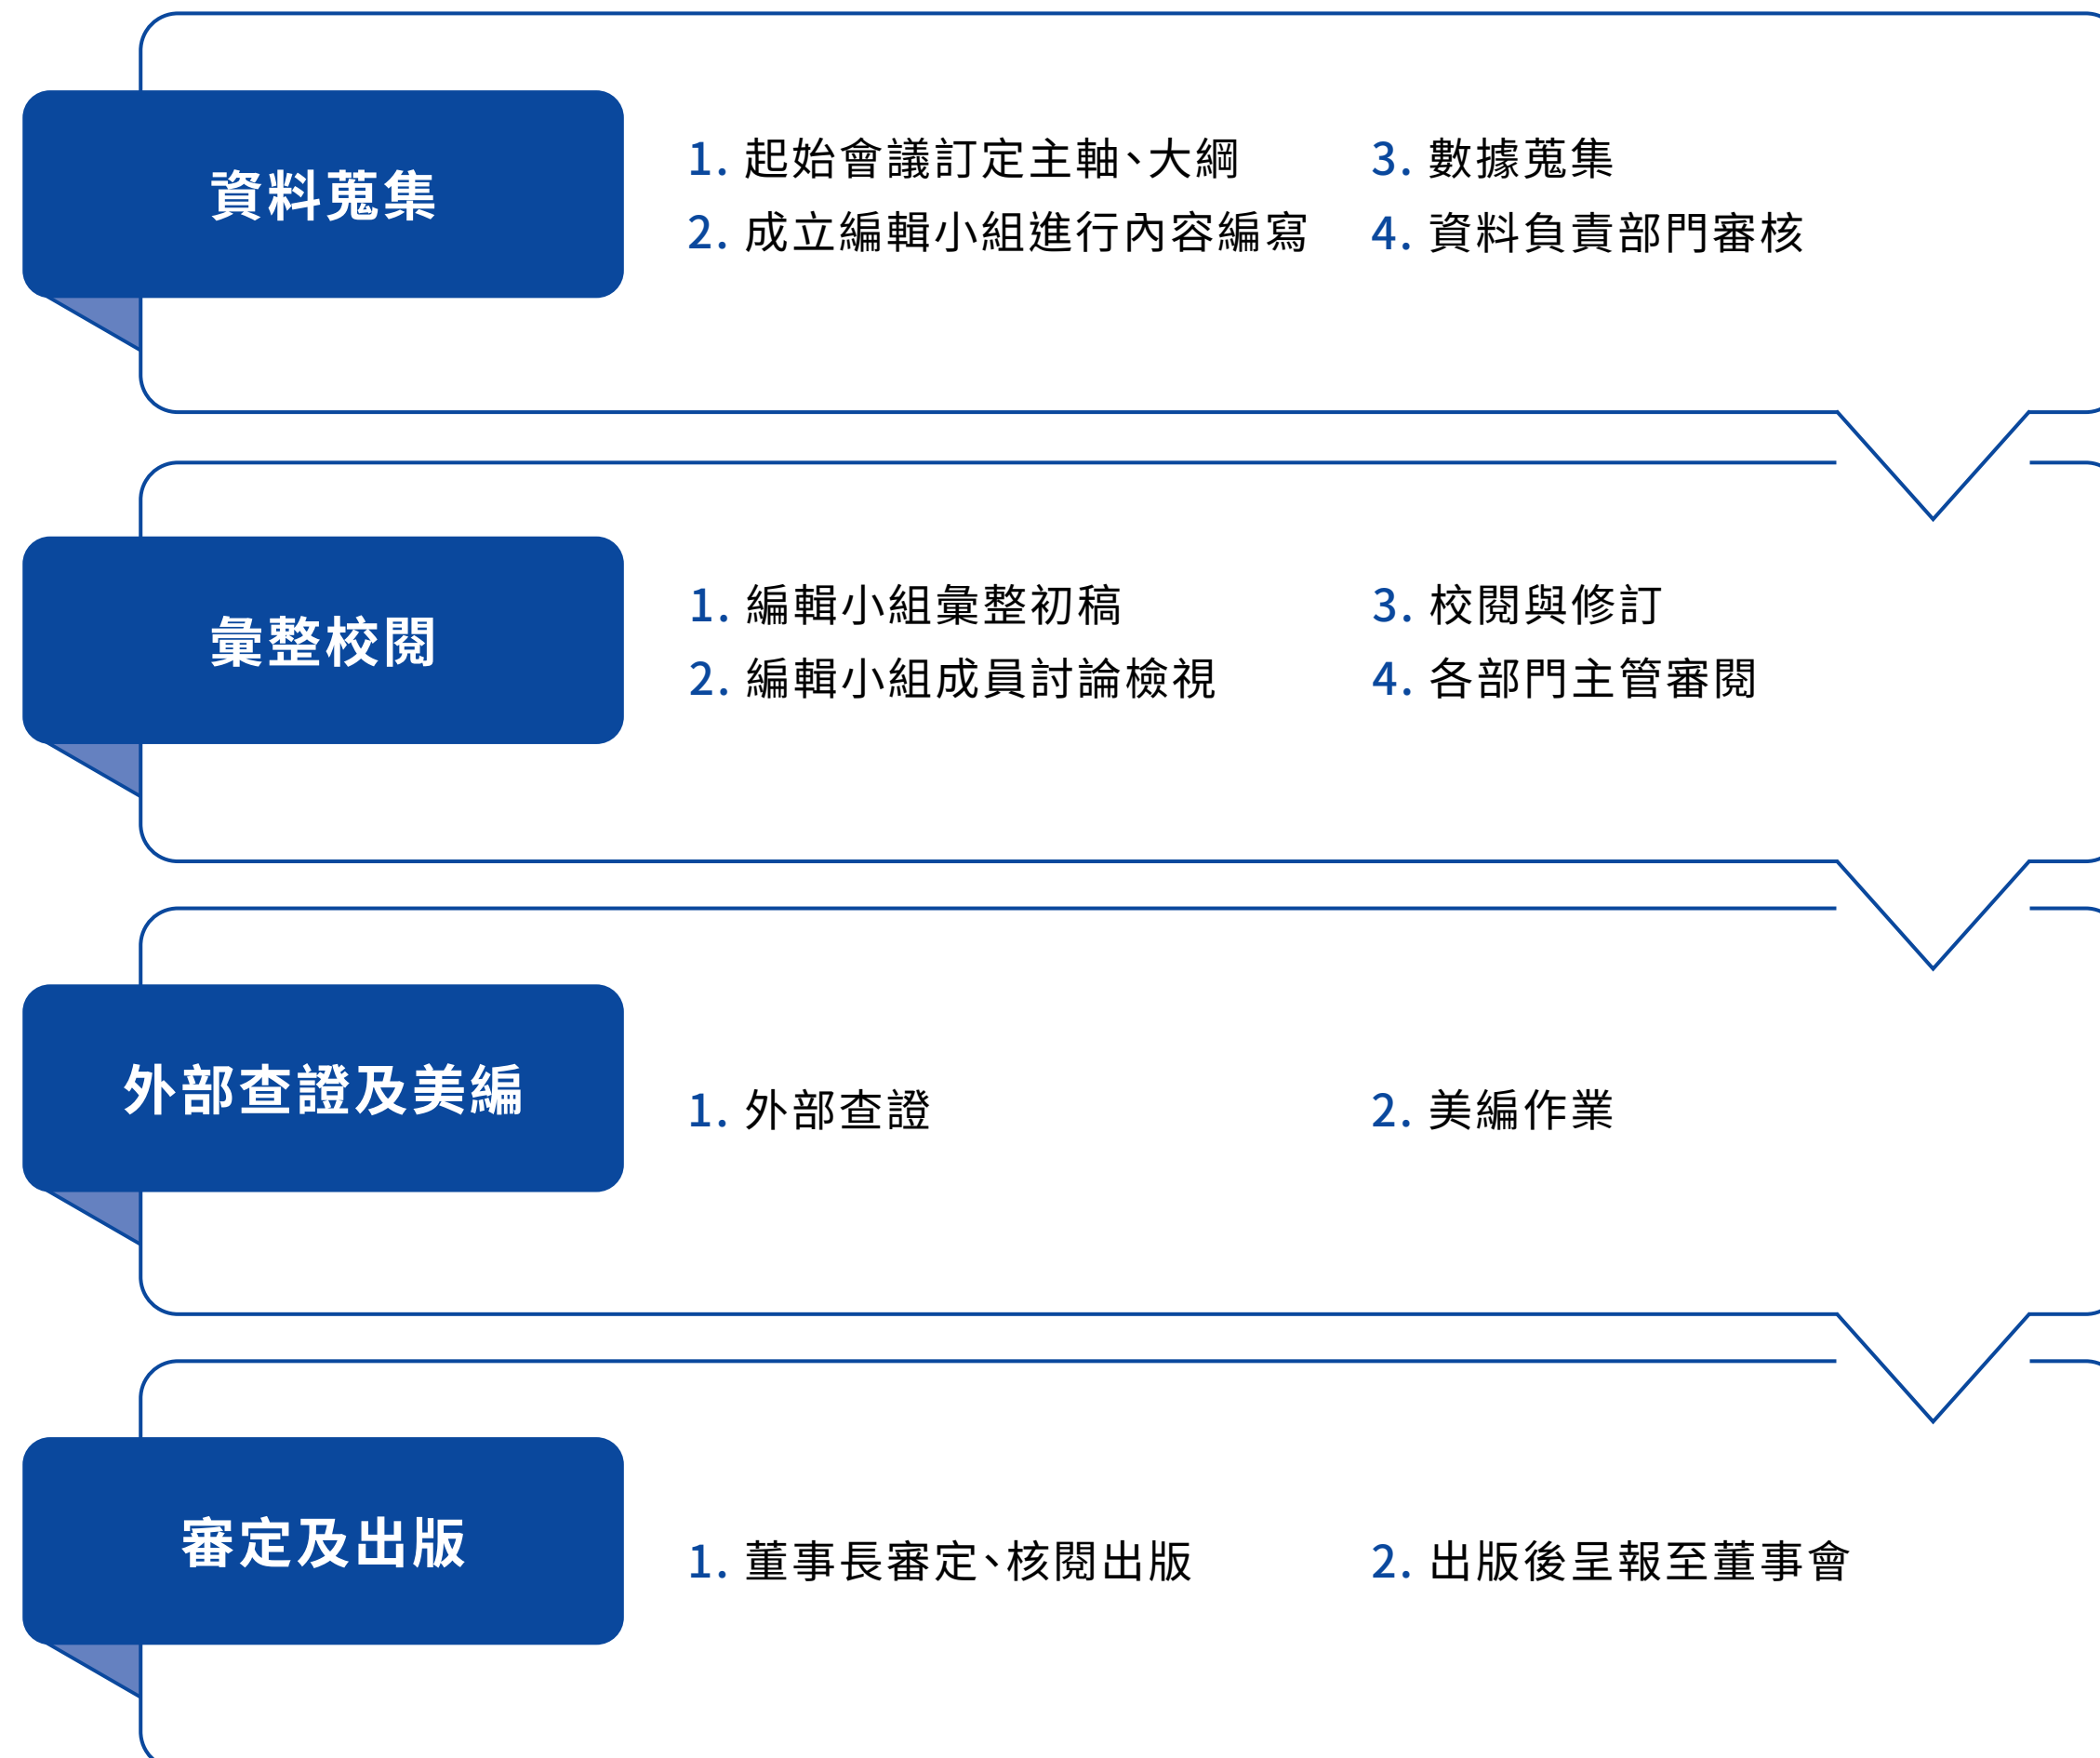 資料蒐集
1. 起始會議訂定主軸、大綱
2. 成立編輯小組進行內容編寫
3. 數據蒐集
4. 資料負責部門審核
彙整校閱
1. 編輯小組彙整初稿
2. 編輯小組成員討論檢視
3. 校閱與修訂
4. 各部門主管審閱
外部查證及美編
1. 外部查證
2. 美編作業
審定及出版
1. 董事長審定、核閱出版
2. 出版後呈報至董事會